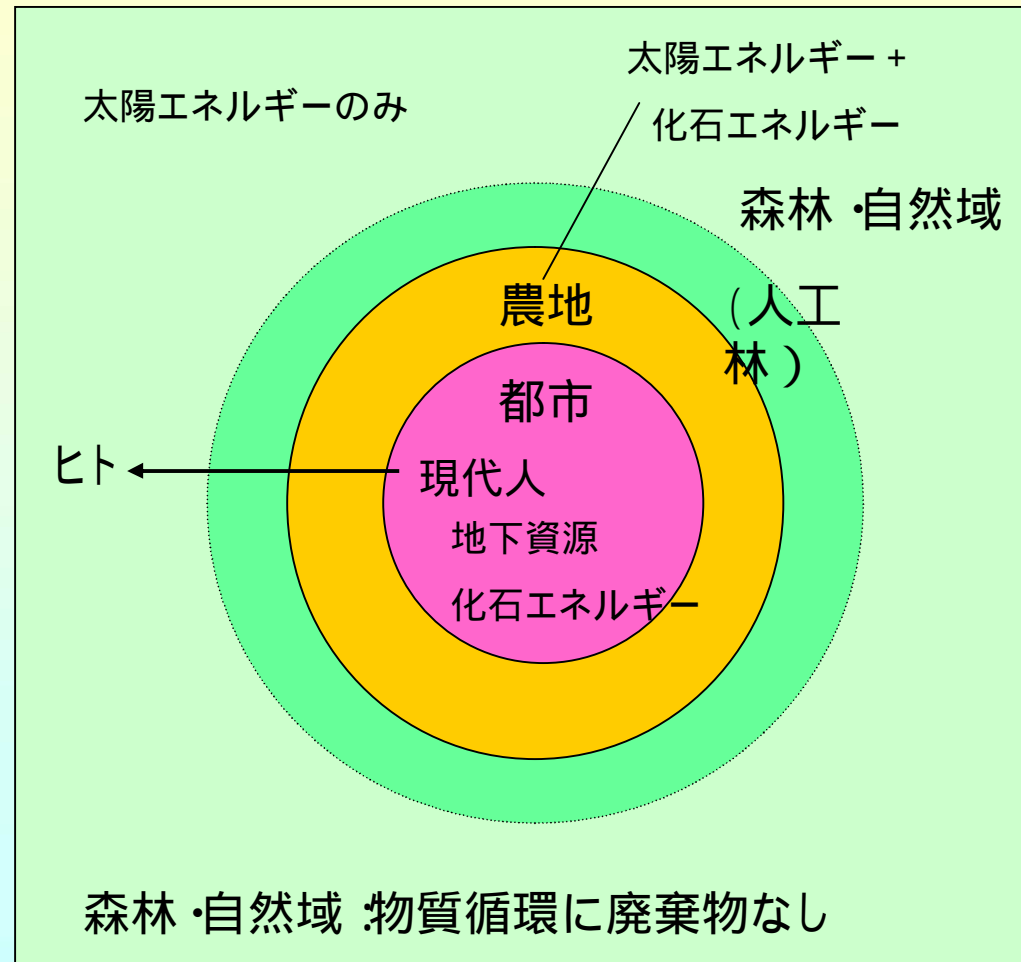 太陽エネルギー +
太陽エネルギーのみ
化石エネルギー
森林・自然域
農地
(人工
林)
都市
ヒト
現代人
地下資源
化石エネルギー
森林・自然域:物質循環に廃棄物なし